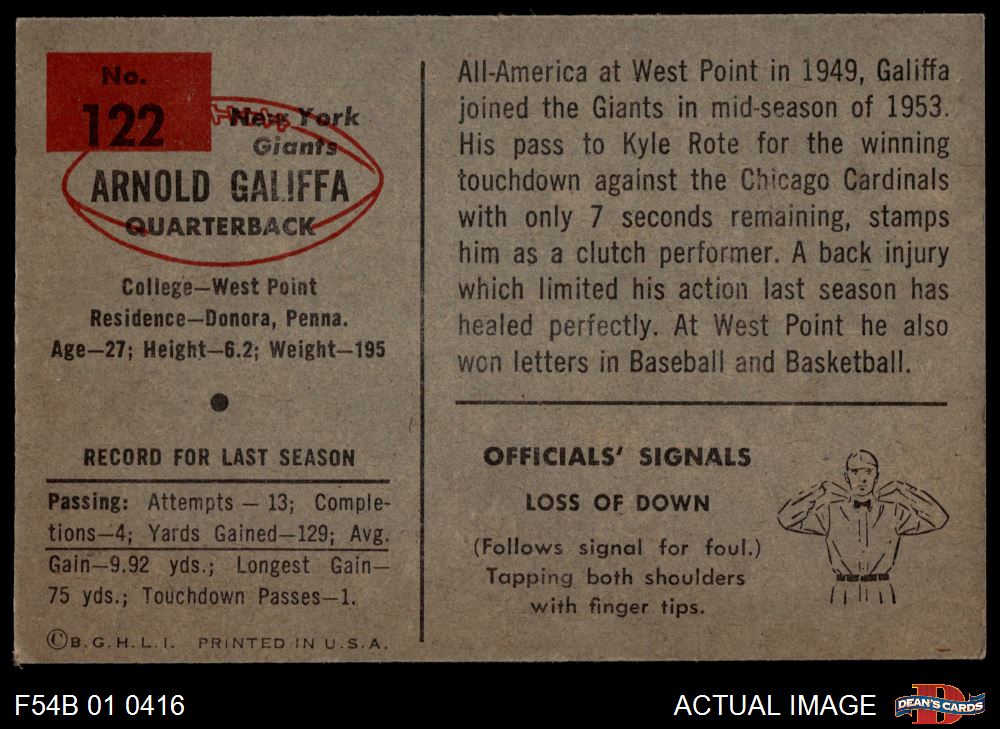 No.
122
New York
Giants
ARNOLD GALIFFA
QUARTERBACK
College—West Point
Residence—Donora, Penna.
Age—27; Height—6.2; Weight—195
RECORD FOR LAST SEASON
Passing: Attempts — 13; Comple-
tions—4; Yards Gained—129; Avg.
Gain—9.92 yds.; Longest Gain—
75 yds.; Touchdown Passes—1.
©B.G.H.L.I. PRINTED IN U.S.A.
All-America at West Point in 1949, Galiffa
joined the Giants in mid-season of 1953.
His pass to Kyle Rote for the winning
touchdown against the Chicago Cardinals
with only 7 seconds remaining, stamps
him as a clutch performer. A back injury
which limited his action last season has
healed perfectly. At West Point he also
won letters in Baseball and Basketball.
OFFICIALS' SIGNALS
LOSS OF DOWN
(Follows signal for foul.)
Tapping both shoulders
with finger tips.
F54B 01 0416
ACTUAL IMAGE
D
DEAN'S CARDS